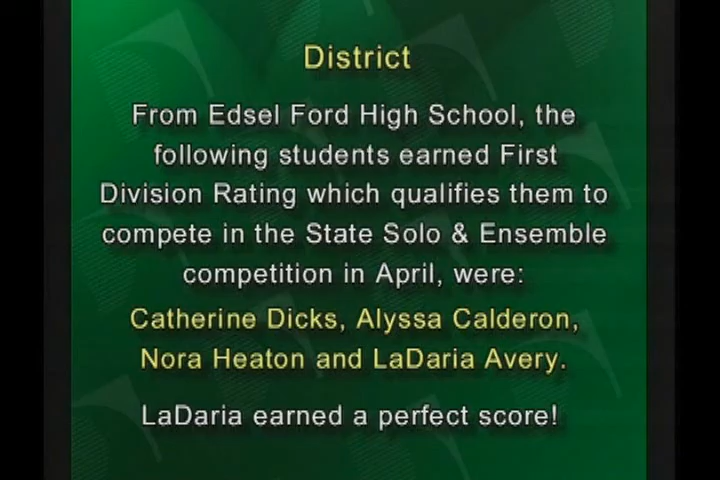 District
From Edsel Ford High School, the
following students earned First
Division Rating which qualifies them to
compete in the State Solo & Ensemble
competition in April, were:
Catherine Dicks, Alyssa Calderon,
Nora Heaton and LaDaria Avery.
LaDaria earned a perfect score!